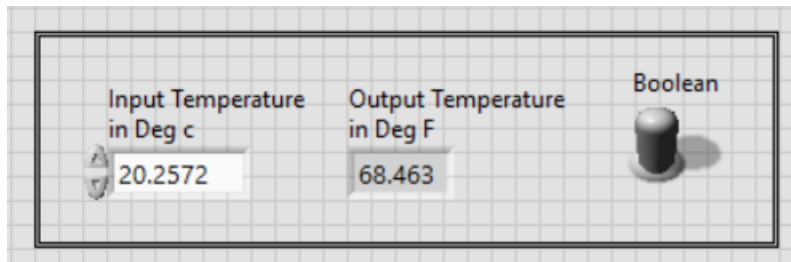 Input Temperature
in Deg c
20.2572
Output Temperature
in Deg F
68.463
Boolean